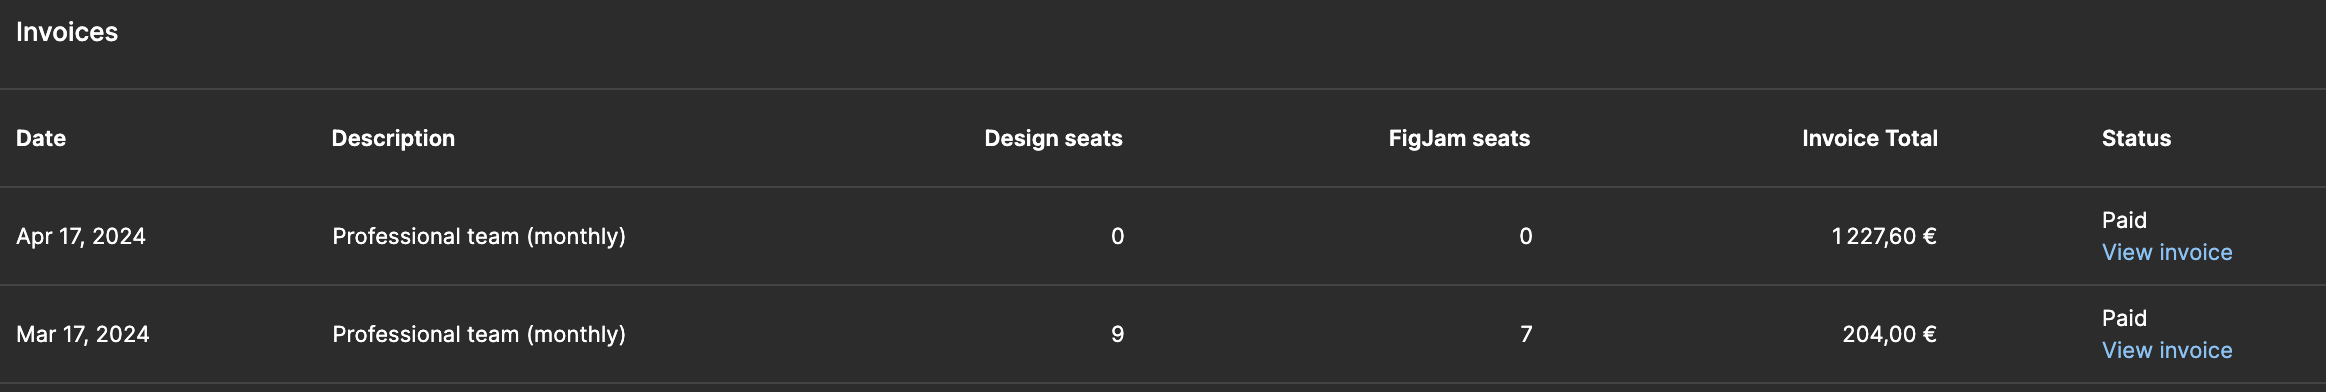 Invoices
Date Description Design seats FigJam seats Invoice Total Status
Apr 17, 2024 Professional team (monthly) 0 0 1 227,60 € Paid
View invoice
Mar 17, 2024 Professional team (monthly) 9 7 204,00 € Paid
View invoice